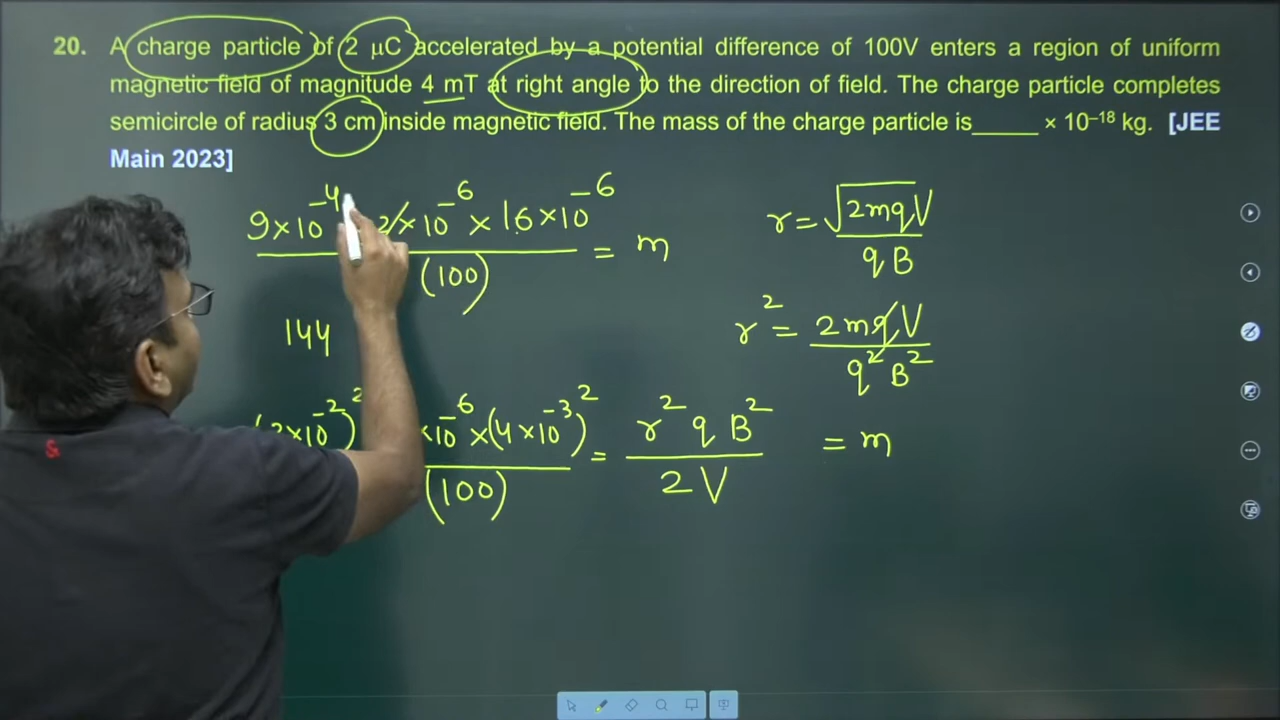 20. A charge particle of 2 μC accelerated by a potential difference of 100V enters a region of uniform
magnetic field of magnitude 4 mT at right angle to the direction of field. The charge particle completes
semicircle of radius 3 cm inside magnetic field. The mass of the charge particle is_____ × 10⁻¹⁸ kg. [JEE
Main 2023]
9×10⁻⁴ 2×10⁻⁶ × 16×10⁻⁶ / (100) = m
144
×10⁻⁶ ×(4×10⁻³)² / (100) = r² q B² / 2V = m
r = √2mqV / qB
r² = 2mqV / q²B²